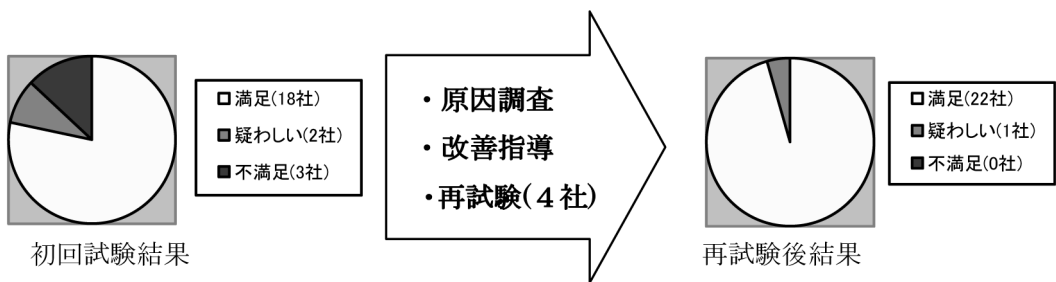 満足(18社)
疑わしい(2社)
不満足(3社)
初回試験結果
・原因調査
・改善指導
・再試験(４社)
満足(22社)
疑わしい(1社)
不満足(0社)
再試験後結果